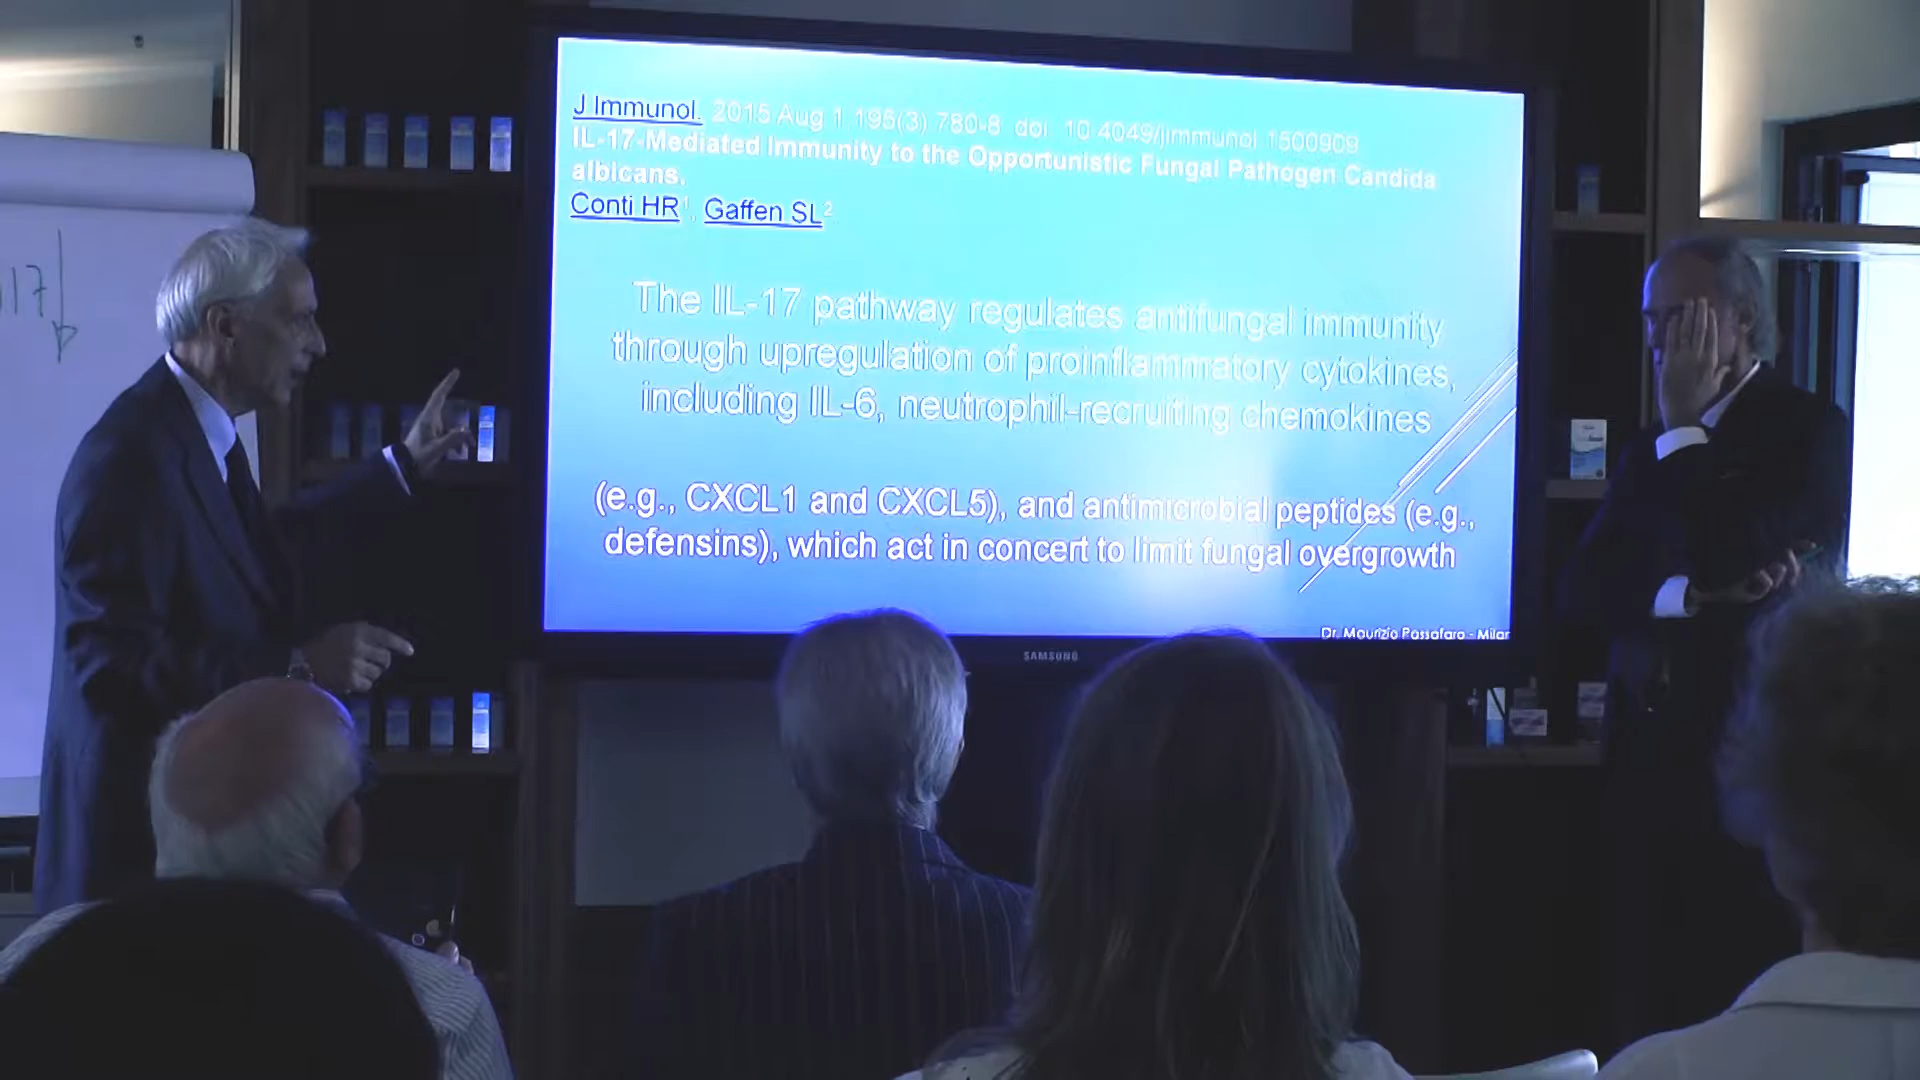 J Immunol. 2015 Aug 1 195(3) 780-8 doi 10 4049/jimmunol 1500909
IL-17-Mediated Immunity to the Opportunistic Fungal Pathogen Candida
albicans.
Conti HR1, Gaffen SL2
The IL-17 pathway regulates antifungal immunity
through upregulation of proinflammatory cytokines,
including IL-6, neutrophil-recruiting chemokines
(e.g., CXCL1 and CXCL5), and antimicrobial peptides (e.g.,
defensins), which act in concert to limit fungal overgrowth
Dr. Maurizio Passafaro - Milan
SAMSUNG
17